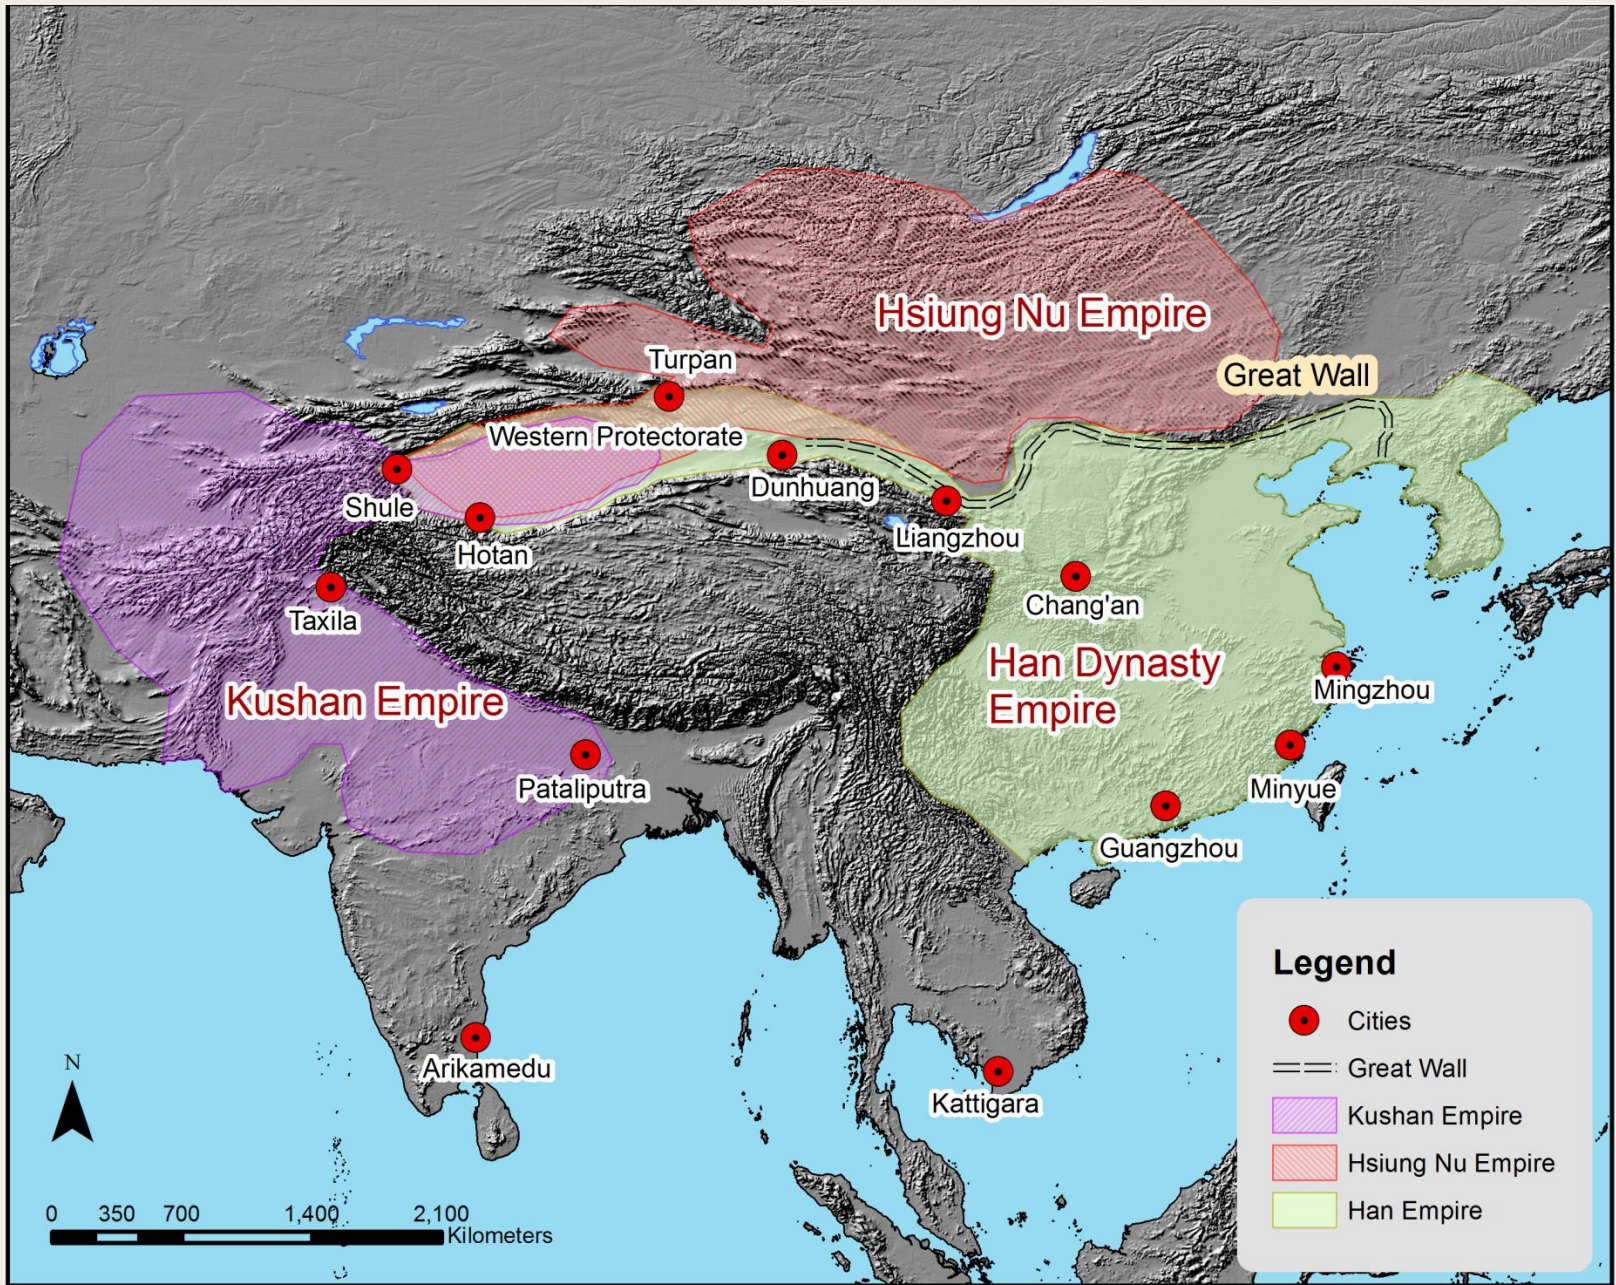 Hsiung Nu Empire
Great Wall
Turpan
Western Protectorate
Dunhuang
Shule
Liangzhou
Hotan
Chang'an
Taxila
Han Dynasty
Empire
Kushan Empire
Mingzhou
Pataliputra
Minyue
Guangzhou
Arikamedu
Kattigara
Legend
Cities
Great Wall
Kushan Empire
Hsiung Nu Empire
Han Empire
N
0 350 700 1,400 2,100
Kilometers